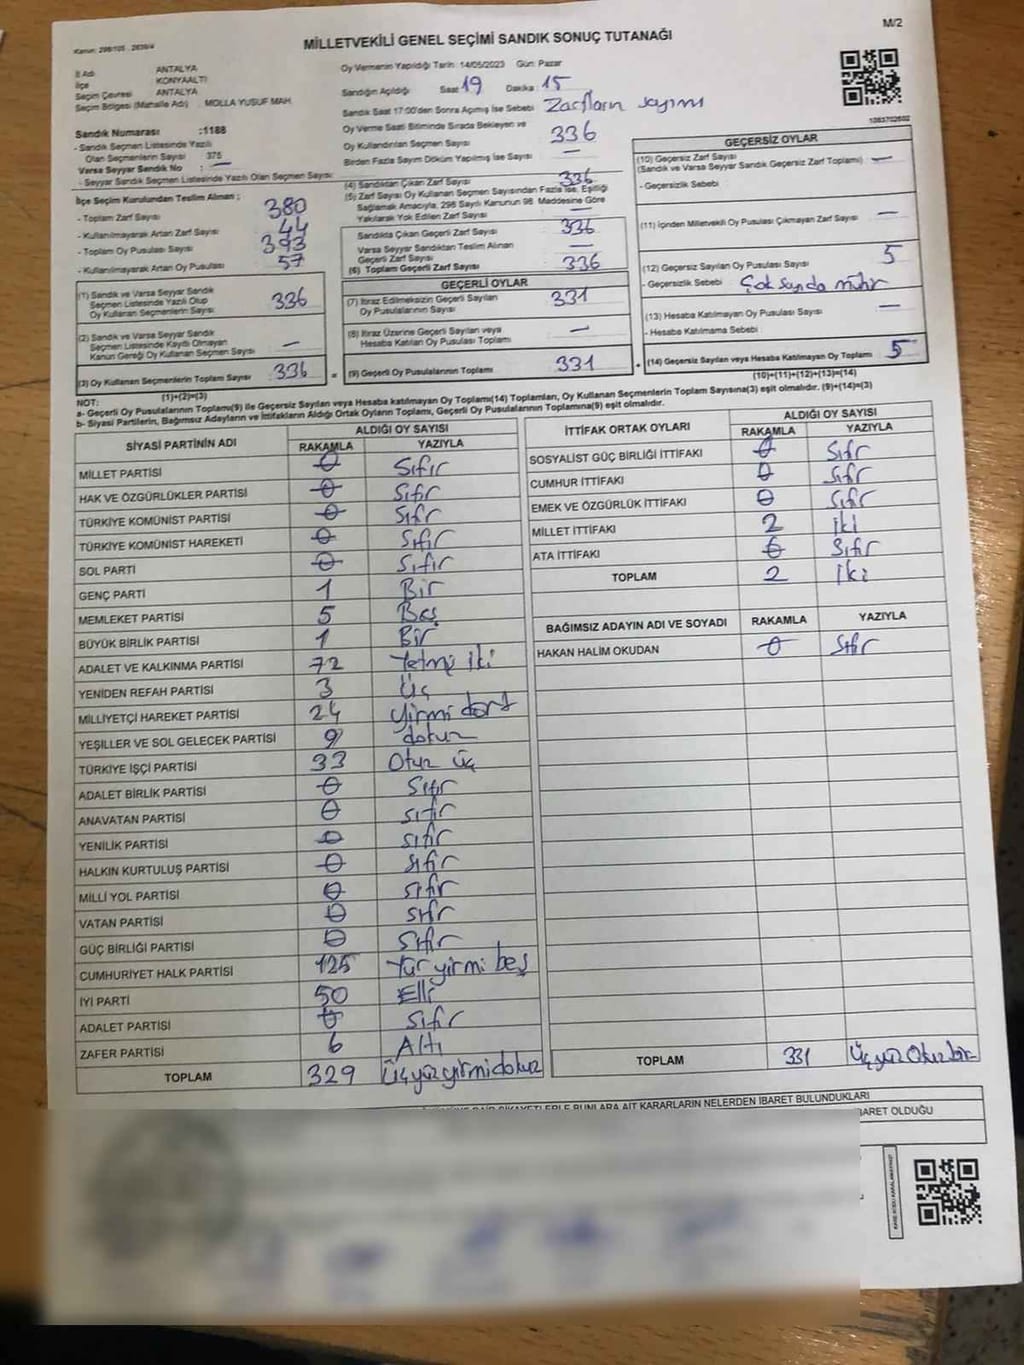 M/2
Kanun: 298/105 , 2839/4
MİLLETVEKİLİ GENEL SEÇİMİ SANDIK SONUÇ TUTANAĞI
İl Adı ANTALYA
İlçe KONYAALTI
Seçim Çevresi ANTALYA
Seçim Bölgesi (Mahalle Adı) MOLLA YUSUF MAH.
Sandık Numarası :1188
- Sandık Seçmen Listesinde Yazılı
Olan Seçmenlerin Sayısı 375
Varsa Seyyar Sandık No : —
- Seyyar Sandık Seçmen Listesinde Yazılı Olan Seçmen Sayısı
İlçe Seçim Kurulundan Teslim Alınan ;
- Toplam Zarf Sayısı 380
- Kullanılmayarak Artan Zarf Sayısı 44
- Toplam Oy Pusulası Sayısı 393
- Kullanılmayarak Artan Oy Pusulası 57
(1) Sandık ve Varsa Seyyar Sandık
Seçmen Listesinde Yazılı Olup
Oy Kullanan Seçmenlerin Sayısı 336
(2) Sandık ve Varsa Seyyar Sandık
Seçmen Listesinde Kaydı Olmayan
Kanun Gereği Oy Kullanan Seçmen Sayısı —
(3) Oy Kullanan Seçmenlerin Toplam Sayısı 336
(1)+(2)=(3)
Oy Vermenin Yapıldığı Tarih: 14/05/2023 Gün: Pazar
Sandığın Açıldığı Saat 19 Dakika : 15
Sandık Saat 17:00'den Sonra Açılmış İse Sebebi Zarfların sayımı
Oy Verme Saati Bitiminde Sırada Bekleyen ve
Oy Kullandırılan Seçmen Sayısı 336
Birden Fazla Sayım Döküm Yapılmış İse Sayısı —
(4) Sandıktan Çıkan Zarf Sayısı 336
(5) Zarf Sayısı Oy Kullanan Seçmen Sayısından Fazla İse, Eşitliği
Sağlamak Amacıyla, 298 Sayılı Kanunun 98. Maddesine Göre
Yakılarak Yok Edilen Zarf Sayısı
Sandıkta Çıkan Geçerli Zarf Sayısı 336
Varsa Seyyar Sandıktan Teslim Alınan
Geçerli Zarf Sayısı —
(6) Toplam Geçerli Zarf Sayısı 336
GEÇERLİ OYLAR
(7) İtiraz Edilmeksizin Geçerli Sayılan
Oy Pusulalarının Sayısı 331
(8) İtiraz Üzerine Geçerli Sayılan veya
Hesaba Katılan Oy Pusulası Toplamı —
(9) Geçerli Oy Pusulalarının Toplamı 331
1083702602
GEÇERSİZ OYLAR
(10) Geçersiz Zarf Sayısı
(Sandık ve Varsa Seyyar Sandık Geçersiz Zarf Toplamı) —
- Geçersizlik Sebebi
(11) İçinden Milletvekili Oy Pusulası Çıkmayan Zarf Sayısı —
(12) Geçersiz Sayılan Oy Pusulası Sayısı 5
- Geçersizlik Sebebi Çok sayıda mühür
(13) Hesaba Katılmayan Oy Pusulası Sayısı —
- Hesaba Katılmama Sebebi
(14) Geçersiz Sayılan veya Hesaba Katılmayan Oy Toplamı 5
(10)+(11)+(12)+(13)=(14)
NOT:
a- Geçerli Oy Pusulalarının Toplamı(9) ile Geçersiz Sayılan veya Hesaba katılmayan Oy Toplamı(14) Toplamları, Oy Kullanan Seçmenlerin Toplam Sayısına(3) eşit olmalıdır. (9)+(14)=(3)
b- Siyasi Partilerin, Bağımsız Adayların ve İttifakların Aldığı Ortak Oyların Toplamı, Geçerli Oy Pusulalarının Toplamına(9) eşit olmalıdır.
SİYASİ PARTİNİN ADI ALDIĞI OY SAYISI
RAKAMLA YAZIYLA
MİLLET PARTİSİ 0 Sıfır
HAK VE ÖZGÜRLÜKLER PARTİSİ 0 Sıfır
TÜRKİYE KOMÜNİST PARTİSİ 0 Sıfır
TÜRKİYE KOMÜNİST HAREKETİ 0 Sıfır
SOL PARTİ 0 Sıfır
GENÇ PARTİ 1 Bir
MEMLEKET PARTİSİ 5 Beş
BÜYÜK BİRLİK PARTİSİ 1 Bir
ADALET VE KALKINMA PARTİSİ 72 Yetmiş iki
YENİDEN REFAH PARTİSİ 3 Üç
MİLLİYETÇİ HAREKET PARTİSİ 24 Yirmi dört
YEŞİLLER VE SOL GELECEK PARTİSİ 9 dokuz
TÜRKİYE İŞÇİ PARTİSİ 33 Otuz üç
ADALET BİRLİK PARTİSİ 0 Sıfır
ANAVATAN PARTİSİ 0 sıfır
YENİLİK PARTİSİ 0 sıfır
HALKIN KURTULUŞ PARTİSİ 0 sıfır
MİLLİ YOL PARTİSİ 0 sıfır
VATAN PARTİSİ 0 sıfır
GÜÇ BİRLİĞİ PARTİSİ 0 Sıfır
CUMHURİYET HALK PARTİSİ 125 Yüz yirmi beş
İYİ PARTİ 50 Elli
ADALET PARTİSİ 0 Sıfır
ZAFER PARTİSİ 6 Altı
TOPLAM 329 Üçyüzyirmidokuz
İTTİFAK ORTAK OYLARI ALDIĞI OY SAYISI
RAKAMLA YAZIYLA
SOSYALİST GÜÇ BİRLİĞİ İTTİFAKI 0 Sıfır
CUMHUR İTTİFAKI 0 Sıfır
EMEK VE ÖZGÜRLÜK İTTİFAKI 0 Sıfır
MİLLET İTTİFAKI 2 iki
ATA İTTİFAKI 0 Sıfır
TOPLAM 2 İki
BAĞIMSIZ ADAYIN ADI VE SOYADI RAKAMLA YAZIYLA
HAKAN HALİM OKUDAN 0 Sıfır
TOPLAM 331 Üçyüz Otuz bir
KARARLARIN NELERDEN İBARET BULUNDUKLARI
OLDUĞU